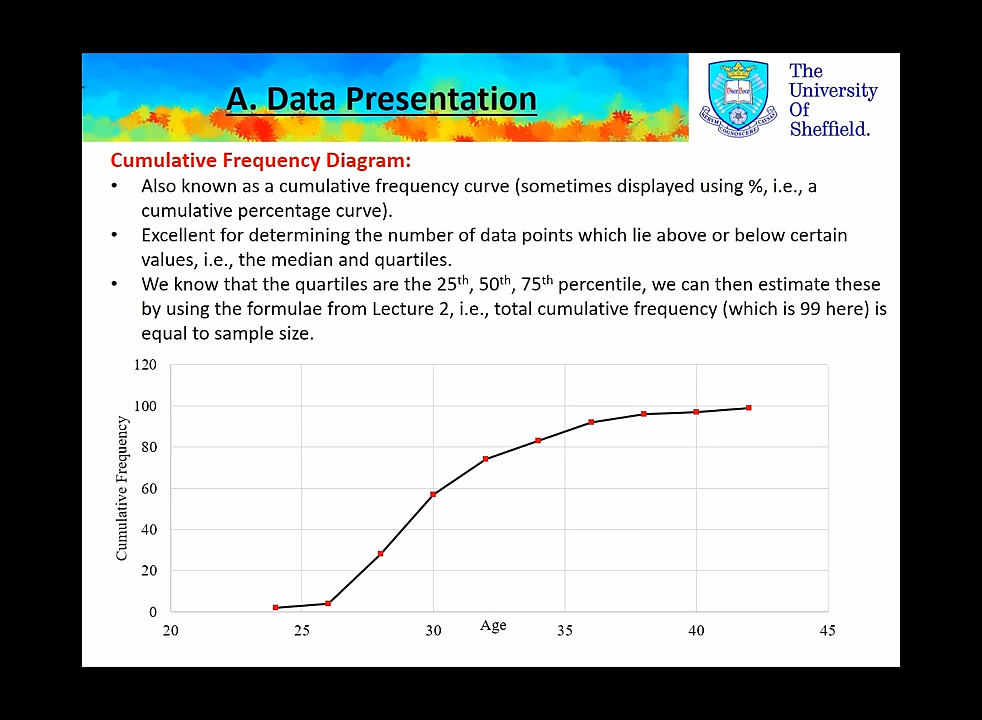 A. Data Presentation
The
University
Of
Sheffield.
Cumulative Frequency Diagram:
• Also known as a cumulative frequency curve (sometimes displayed using %, i.e., a
cumulative percentage curve).
• Excellent for determining the number of data points which lie above or below certain
values, i.e., the median and quartiles.
• We know that the quartiles are the 25th, 50th, 75th percentile, we can then estimate these
by using the formulae from Lecture 2, i.e., total cumulative frequency (which is 99 here) is
equal to sample size.
Cumulative Frequency
120
100
80
60
40
20
0
20 25 30 35 40 45
Age